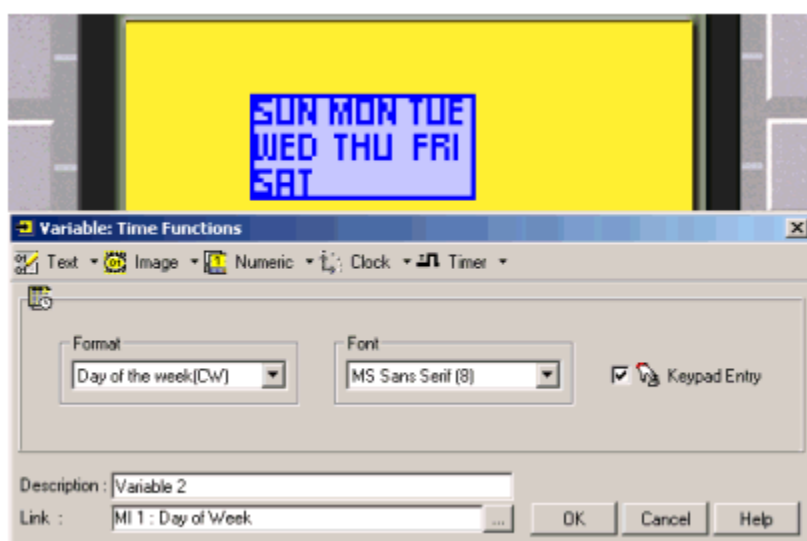 SUN MON TUE
WED THU FRI
SAT
Variable: Time Functions
Text Image Numeric Clock Timer
Format
Font
Day of the week(CW)
MS Sans Serif (8)
Keypad Entry
Description : Variable 2
Link : MI 1 : Day of Week ... OK Cancel Help